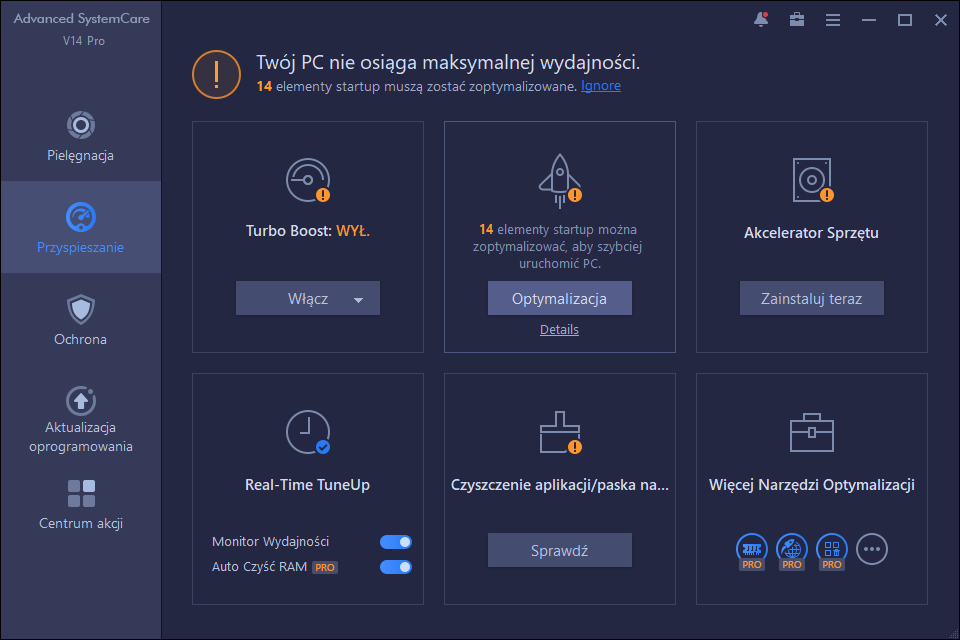 Advanced SystemCare
V14 Pro
Pielęgnacja
Przyspieszanie
Ochrona
Aktualizacja
oprogramowania
Centrum akcji
Twój PC nie osiąga maksymalnej wydajności.
14 elementy startup muszą zostać zoptymalizowane. Ignore
Turbo Boost: WYŁ.
Włącz
14 elementy startup można
zoptymalizować, aby szybciej
uruchomić PC.
Optymalizacja
Details
Akcelerator Sprzętu
Zainstaluj teraz
Real-Time TuneUp
Monitor Wydajności
Auto Czyść RAM PRO
Czyszczenie aplikacji/paska na...
Sprawdź
Więcej Narzędzi Optymalizacji
PRO PRO PRO